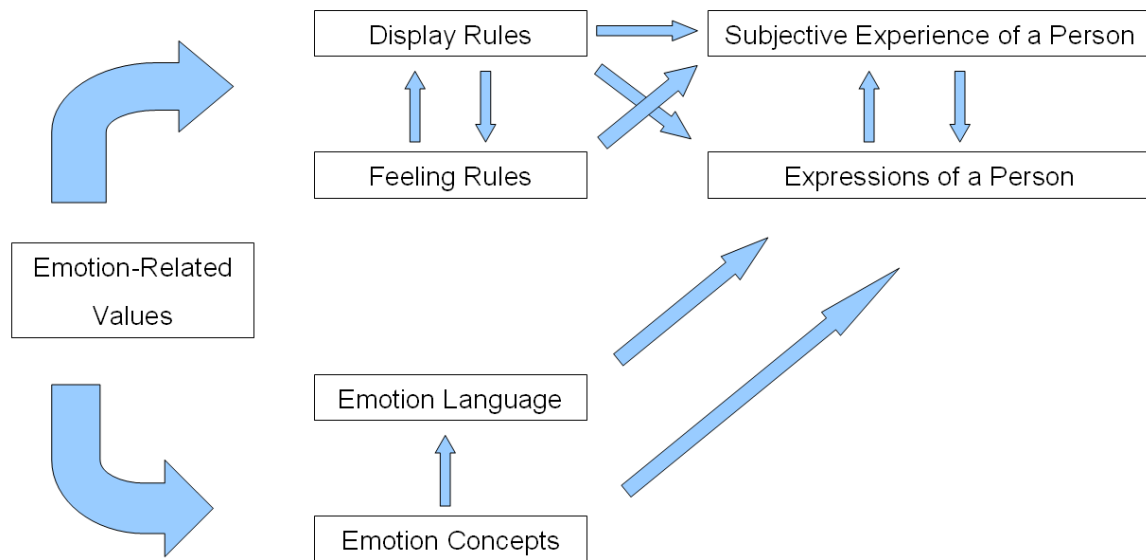 Display Rules
Subjective Experience of a Person
Feeling Rules
Expressions of a Person
Emotion-Related
Values
Emotion Language
Emotion Concepts